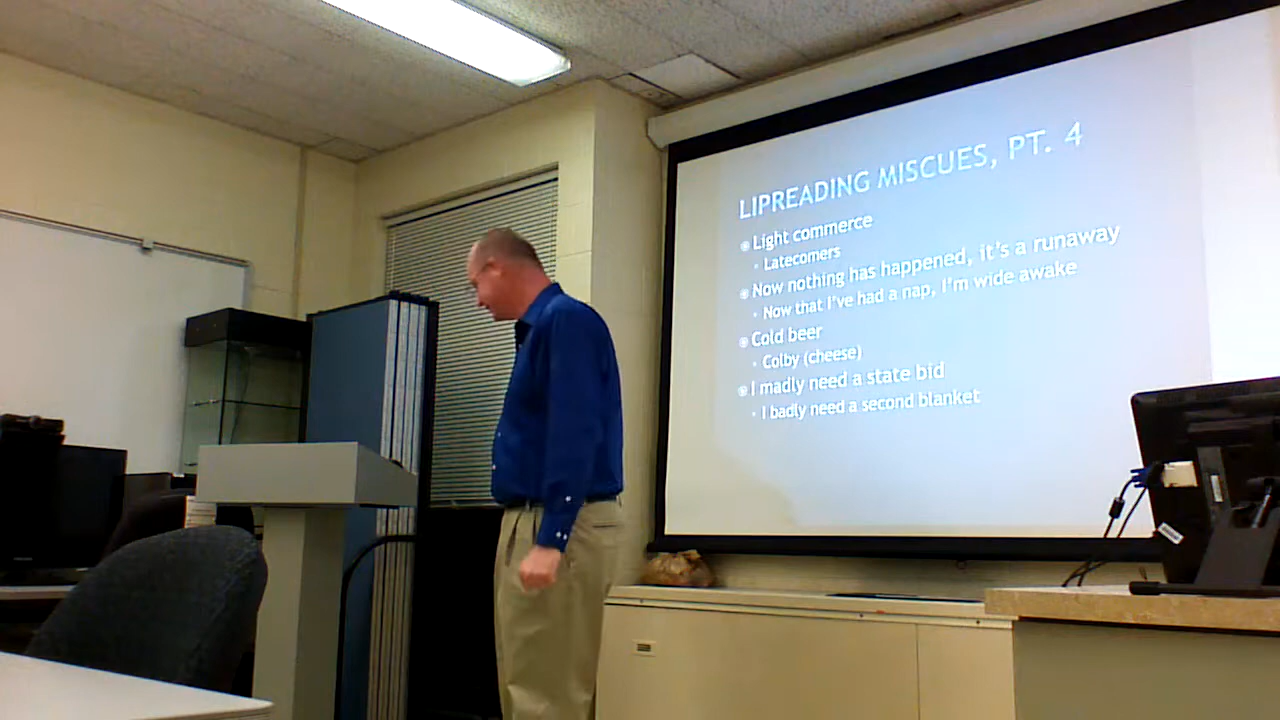 LIPREADING MISCUES, PT. 4
Light commerce
Latecomers
Now nothing has happened, it's a runaway
Now that I've had a nap, I'm wide awake
Cold beer
Colby (cheese)
I madly need a state bid
I badly need a second blanket